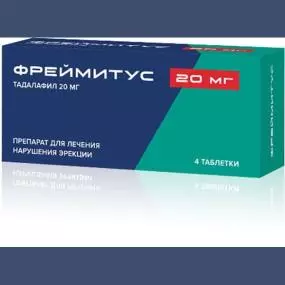 ФРЕЙМИТУС 20 МГ
ТАДАЛАФИЛ 20 МГ
ПРЕПАРАТ ДЛЯ ЛЕЧЕНИЯ
НАРУШЕНИЯ ЭРЕКЦИИ
4 ТАБЛЕТКИ